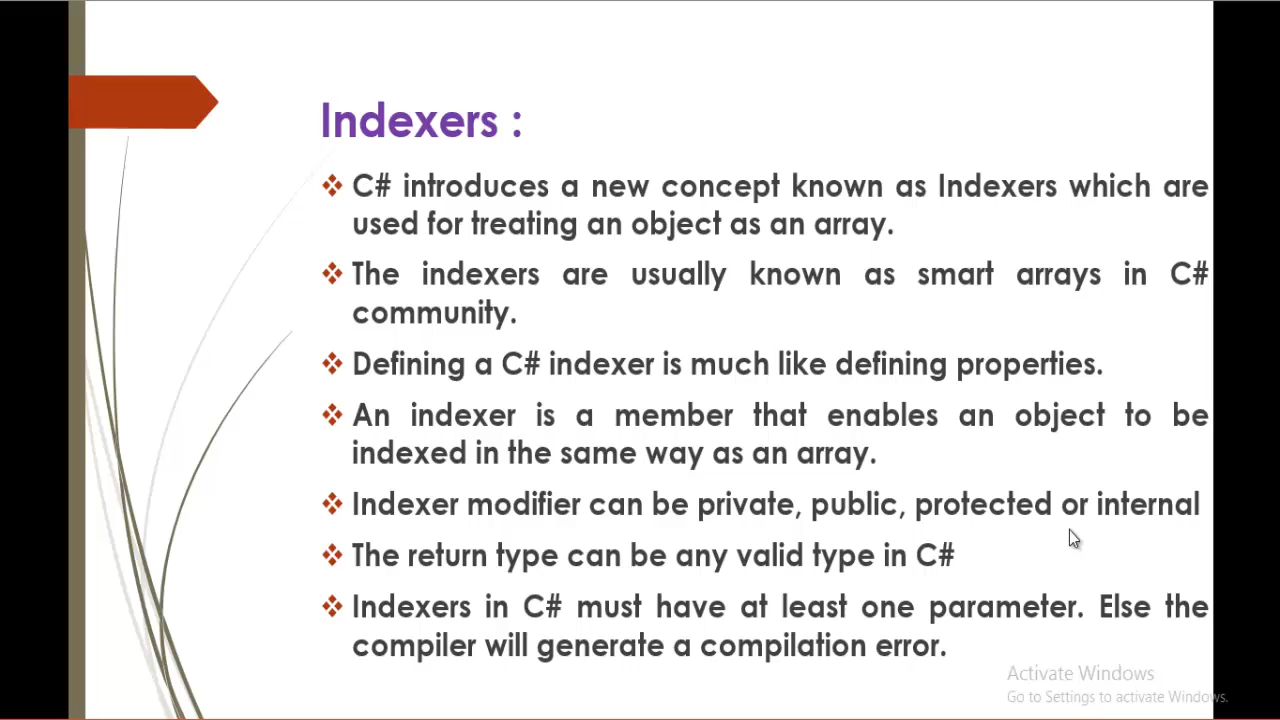 Indexers :
C# introduces a new concept known as Indexers which are
used for treating an object as an array.
The indexers are usually known as smart arrays in C#
community.
Defining a C# indexer is much like defining properties.
An indexer is a member that enables an object to be
indexed in the same way as an array.
Indexer modifier can be private, public, protected or internal
The return type can be any valid type in C#
Indexers in C# must have at least one parameter. Else the
compiler will generate a compilation error.
Activate Windows
Go to Settings to activate Windows.